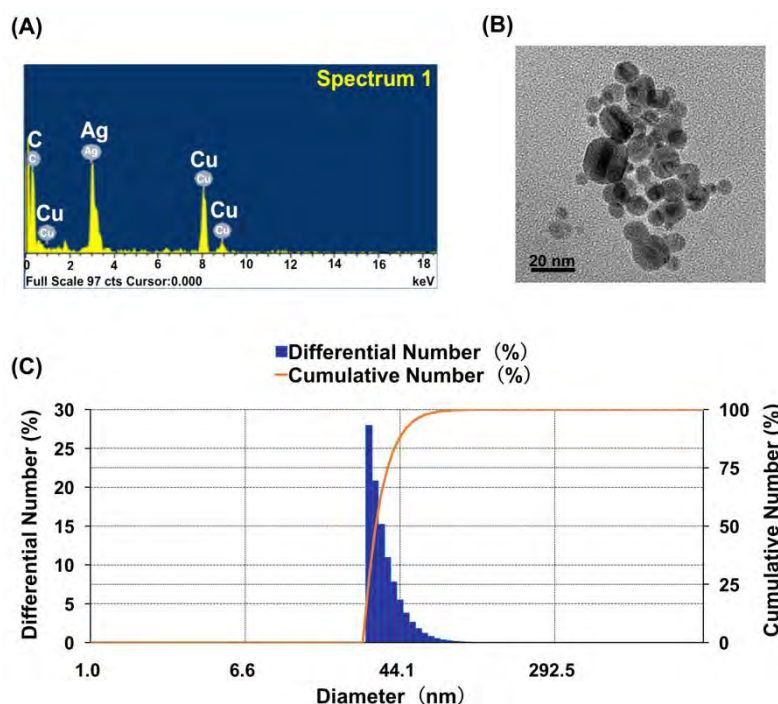 (A)
Spectrum 1
C
C
Ag
Ag
Cu
Cu
Cu
Cu
Cu
Cu
0 2 4 6 8 10 12 14 16 18
Full Scale 97 cts Cursor:0.000 keV
(B)
20 nm
(C)
Differential Number (%)
Cumulative Number (%)
Differential Number (%)
30
25
20
15
10
5
0
100
75
50
25
0
Cumulative Number (%)
1.0 6.6 44.1 292.5
Diameter (nm)